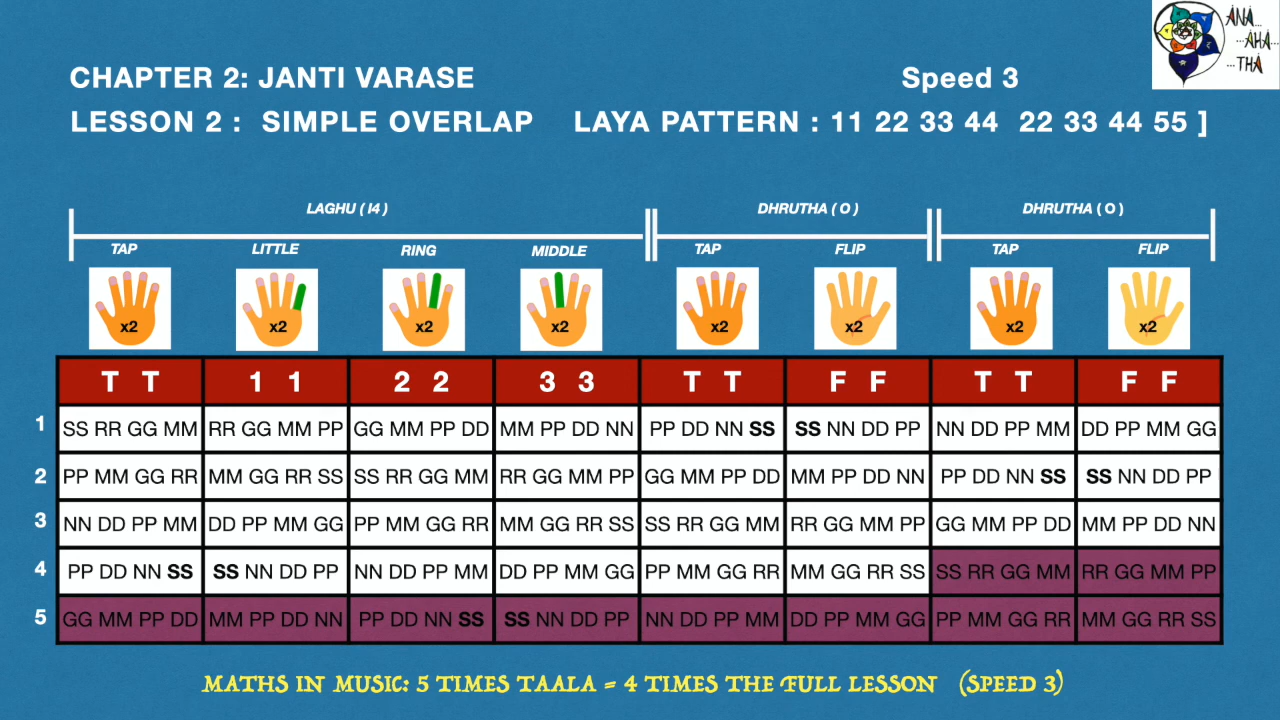 ANA...
...AHA...
...THA
CHAPTER 2: JANTI VARASE Speed 3
LESSON 2 : SIMPLE OVERLAP LAYA PATTERN : 11 22 33 44 22 33 44 55 ]
LAGHU ( I4 ) DHRUTHA ( O ) DHRUTHA ( O )
TAP LITTLE RING MIDDLE TAP FLIP TAP FLIP
x2 x2 x2 x2 x2 x2 x2 x2
T T 1 1 2 2 3 3 T T F F T T F F
1 SS RR GG MM RR GG MM PP GG MM PP DD MM PP DD NN PP DD NN SS SS NN DD PP NN DD PP MM DD PP MM GG
2 PP MM GG RR MM GG RR SS SS RR GG MM RR GG MM PP GG MM PP DD MM PP DD NN PP DD NN SS SS NN DD PP
3 NN DD PP MM DD PP MM GG PP MM GG RR MM GG RR SS SS RR GG MM RR GG MM PP GG MM PP DD MM PP DD NN
4 PP DD NN SS SS NN DD PP NN DD PP MM DD PP MM GG PP MM GG RR MM GG RR SS SS RR GG MM RR GG MM PP
5 GG MM PP DD MM PP DD NN PP DD NN SS SS NN DD PP NN DD PP MM DD PP MM GG PP MM GG RR MM GG RR SS
MATHS IN MUSIC: 5 TIMES TAALA = 4 TIMES THE FULL LESSON (SPEED 3)